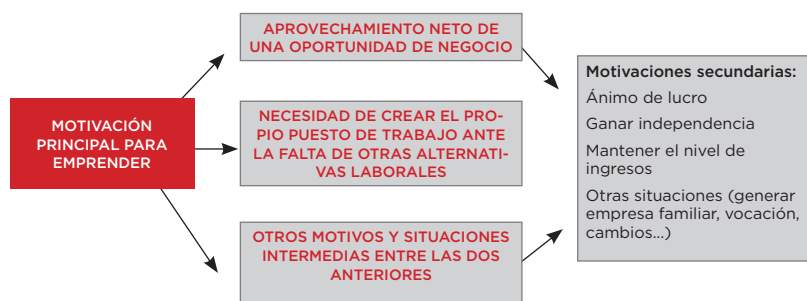 APROVECHAMIENTO NETO DE
UNA OPORTUNIDAD DE NEGOCIO
MOTIVACIÓN
PRINCIPAL PARA
EMPRENDER
NECESIDAD DE CREAR EL PRO-
PIO PUESTO DE TRABAJO ANTE
LA FALTA DE OTRAS ALTERNATI-
VAS LABORALES
OTROS MOTIVOS Y SITUACIONES
INTERMEDIAS ENTRE LAS DOS
ANTERIORES
Motivaciones secundarias:
Ánimo de lucro
Ganar independencia
Mantener el nivel de
ingresos
Otras situaciones (generar
empresa familiar, vocación,
cambios...)